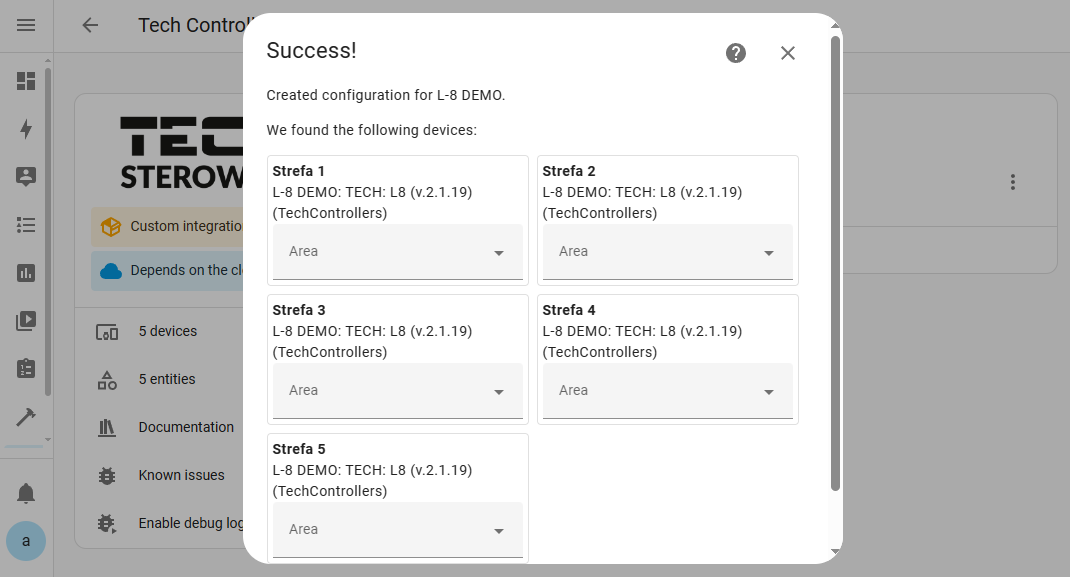 Tech Control
Success!
Created configuration for L-8 DEMO.
We found the following devices:
TEC
STEROW
Strefa 1
L-8 DEMO: TECH: L8 (v.2.1.19)
(TechControllers)
Area
Strefa 2
L-8 DEMO: TECH: L8 (v.2.1.19)
(TechControllers)
Area
Strefa 3
L-8 DEMO: TECH: L8 (v.2.1.19)
(TechControllers)
Area
Strefa 4
L-8 DEMO: TECH: L8 (v.2.1.19)
(TechControllers)
Area
Strefa 5
L-8 DEMO: TECH: L8 (v.2.1.19)
(TechControllers)
Area
Custom integratio
Depends on the cl
5 devices
5 entities
Documentation
Known issues
Enable debug log
a